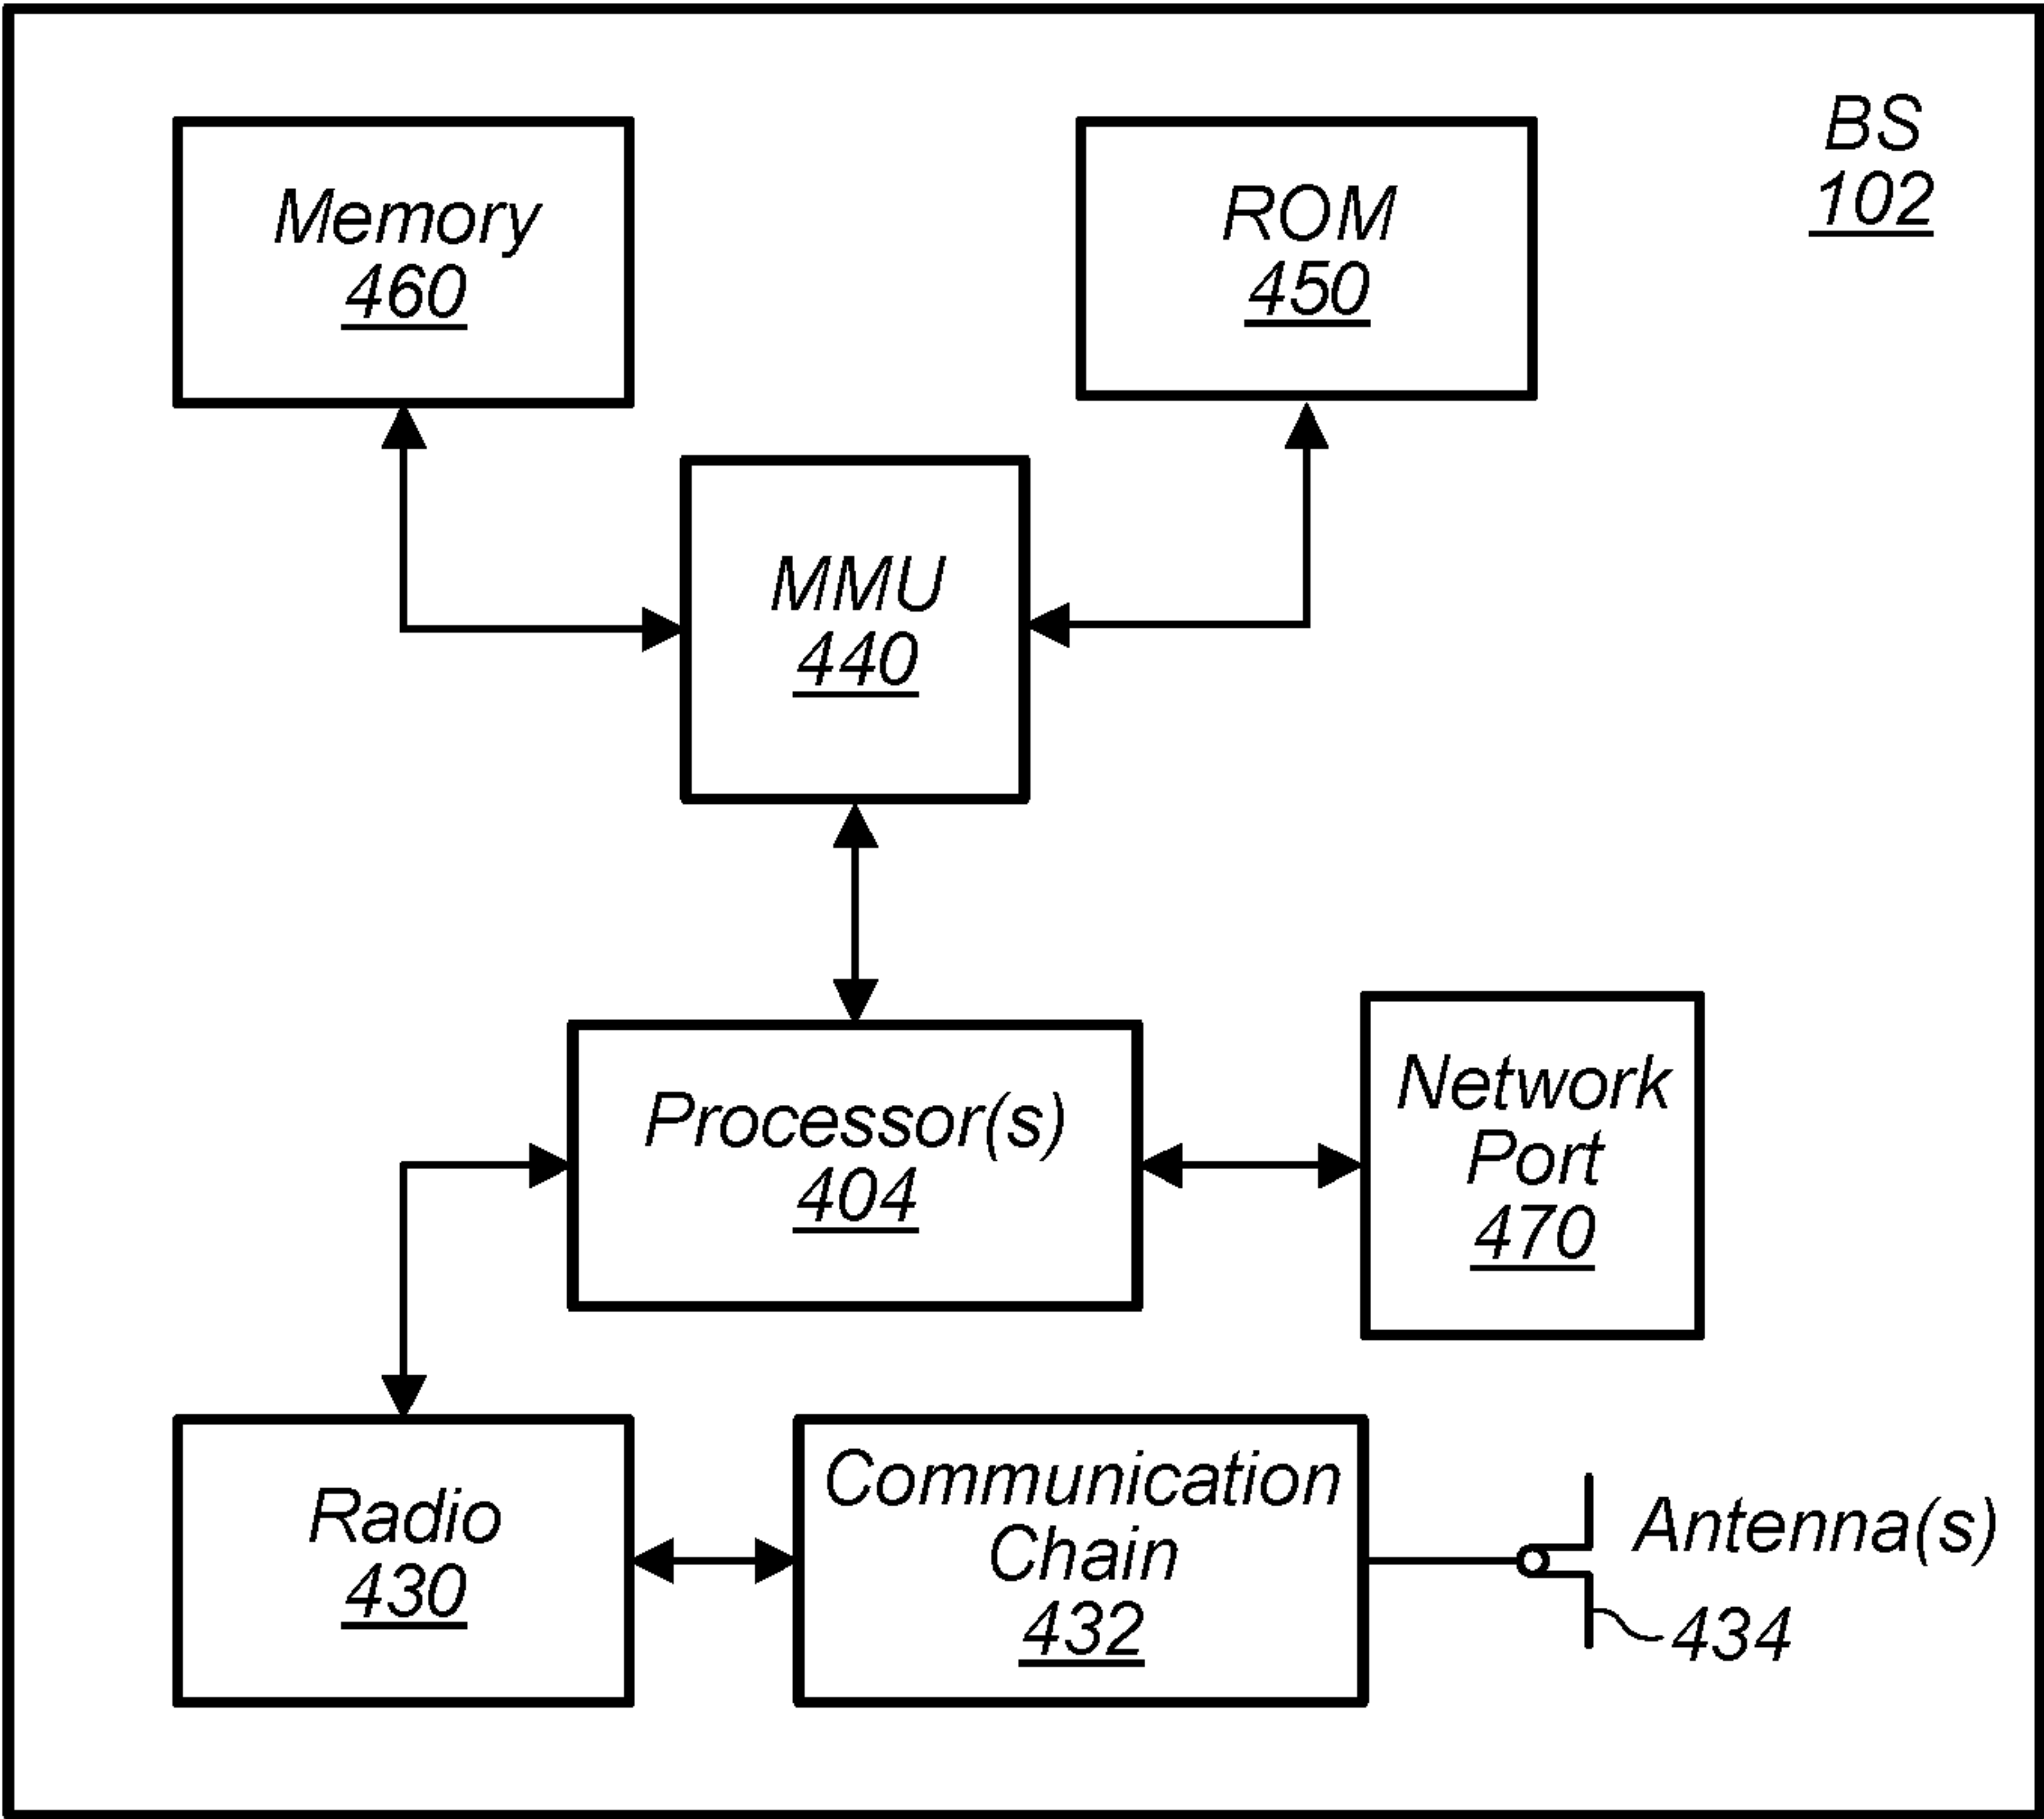 BS
102
Memory
460
ROM
450
MMU
440
Processor(s)
404
Network
Port
470
Radio
430
Communication
Chain
432
Antenna(s)
434